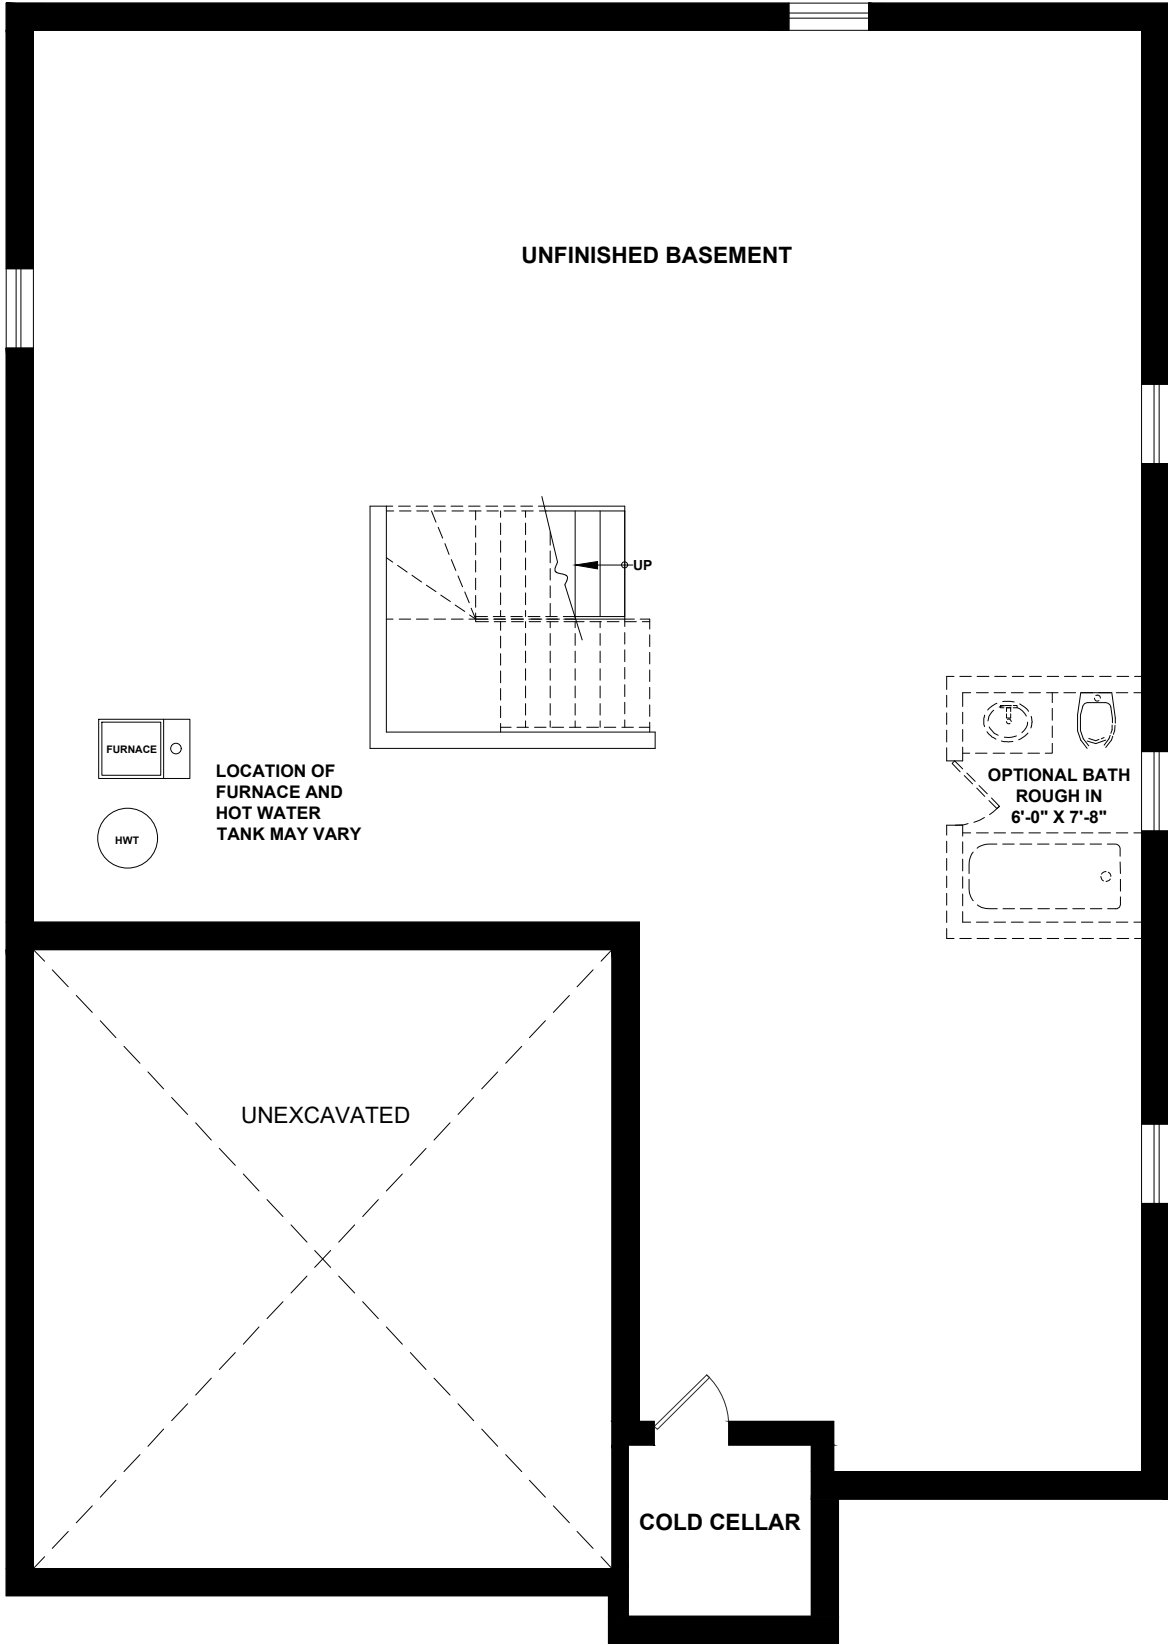 UNFINISHED BASEMENT
UP
FURNACE
LOCATION OF
FURNACE AND
HOT WATER
TANK MAY VARY
HWT
OPTIONAL BATH
ROUGH IN
6'-0" X 7'-8"
UNEXCAVATED
COLD CELLAR